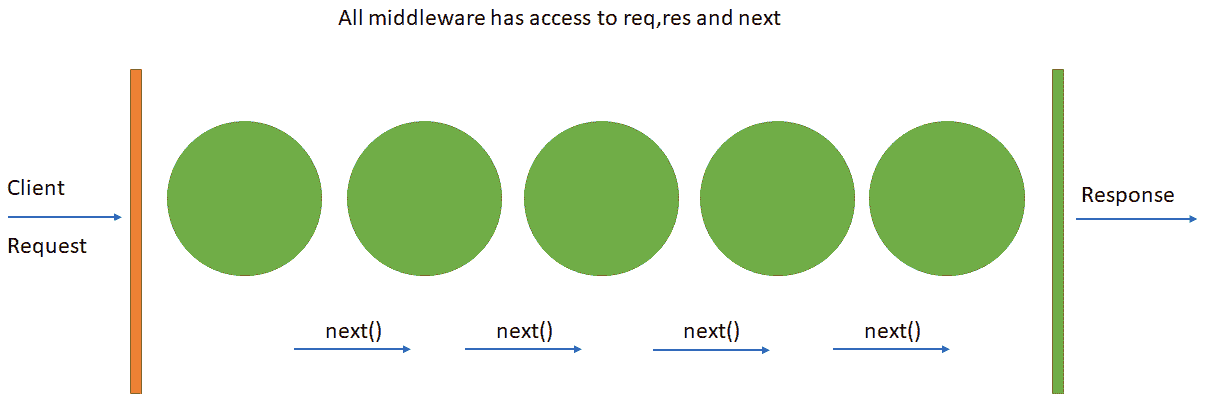 All middleware has access to req,res and next
Client
Request
Response
next()
next()
next()
next()